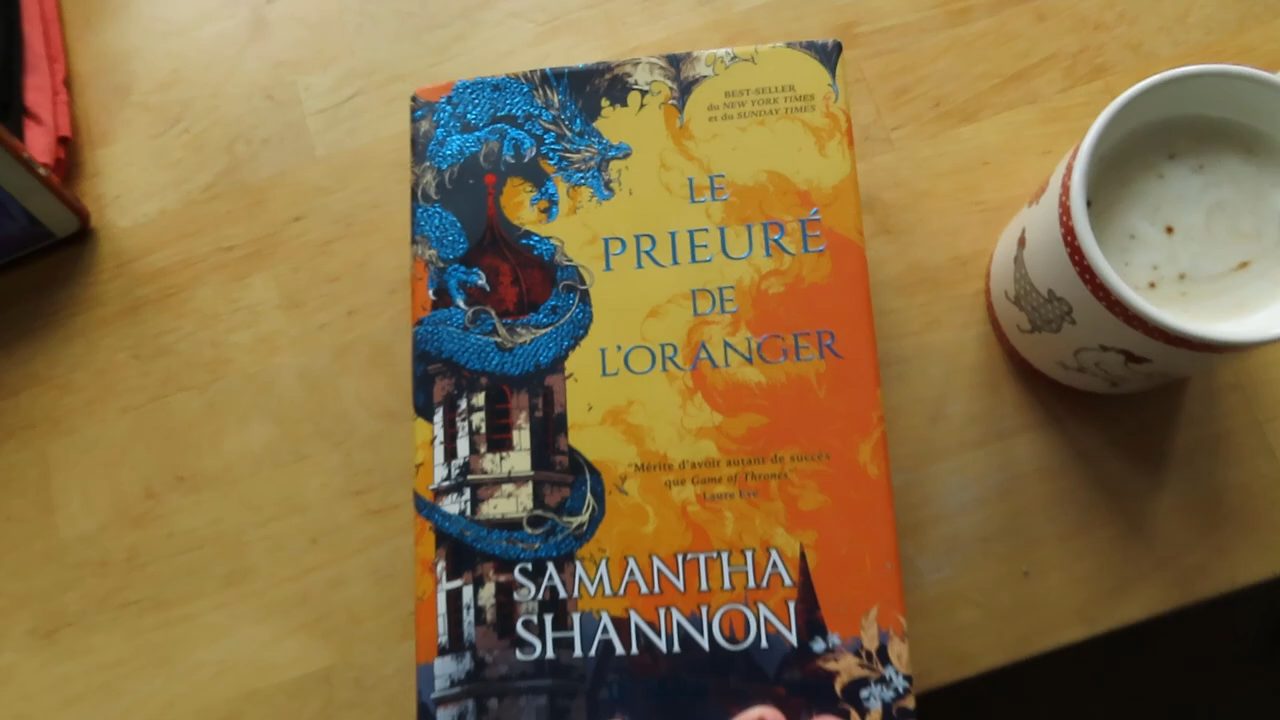 BEST-SELLER
du NEW YORK TIMES
et du SUNDAY TIMES
LE
PRIEURÉ
DE
L'ORANGER
"Mérite d'avoir autant de succès
que Game of Thrones"
Laure Eve
SAMANTHA
SHANNON